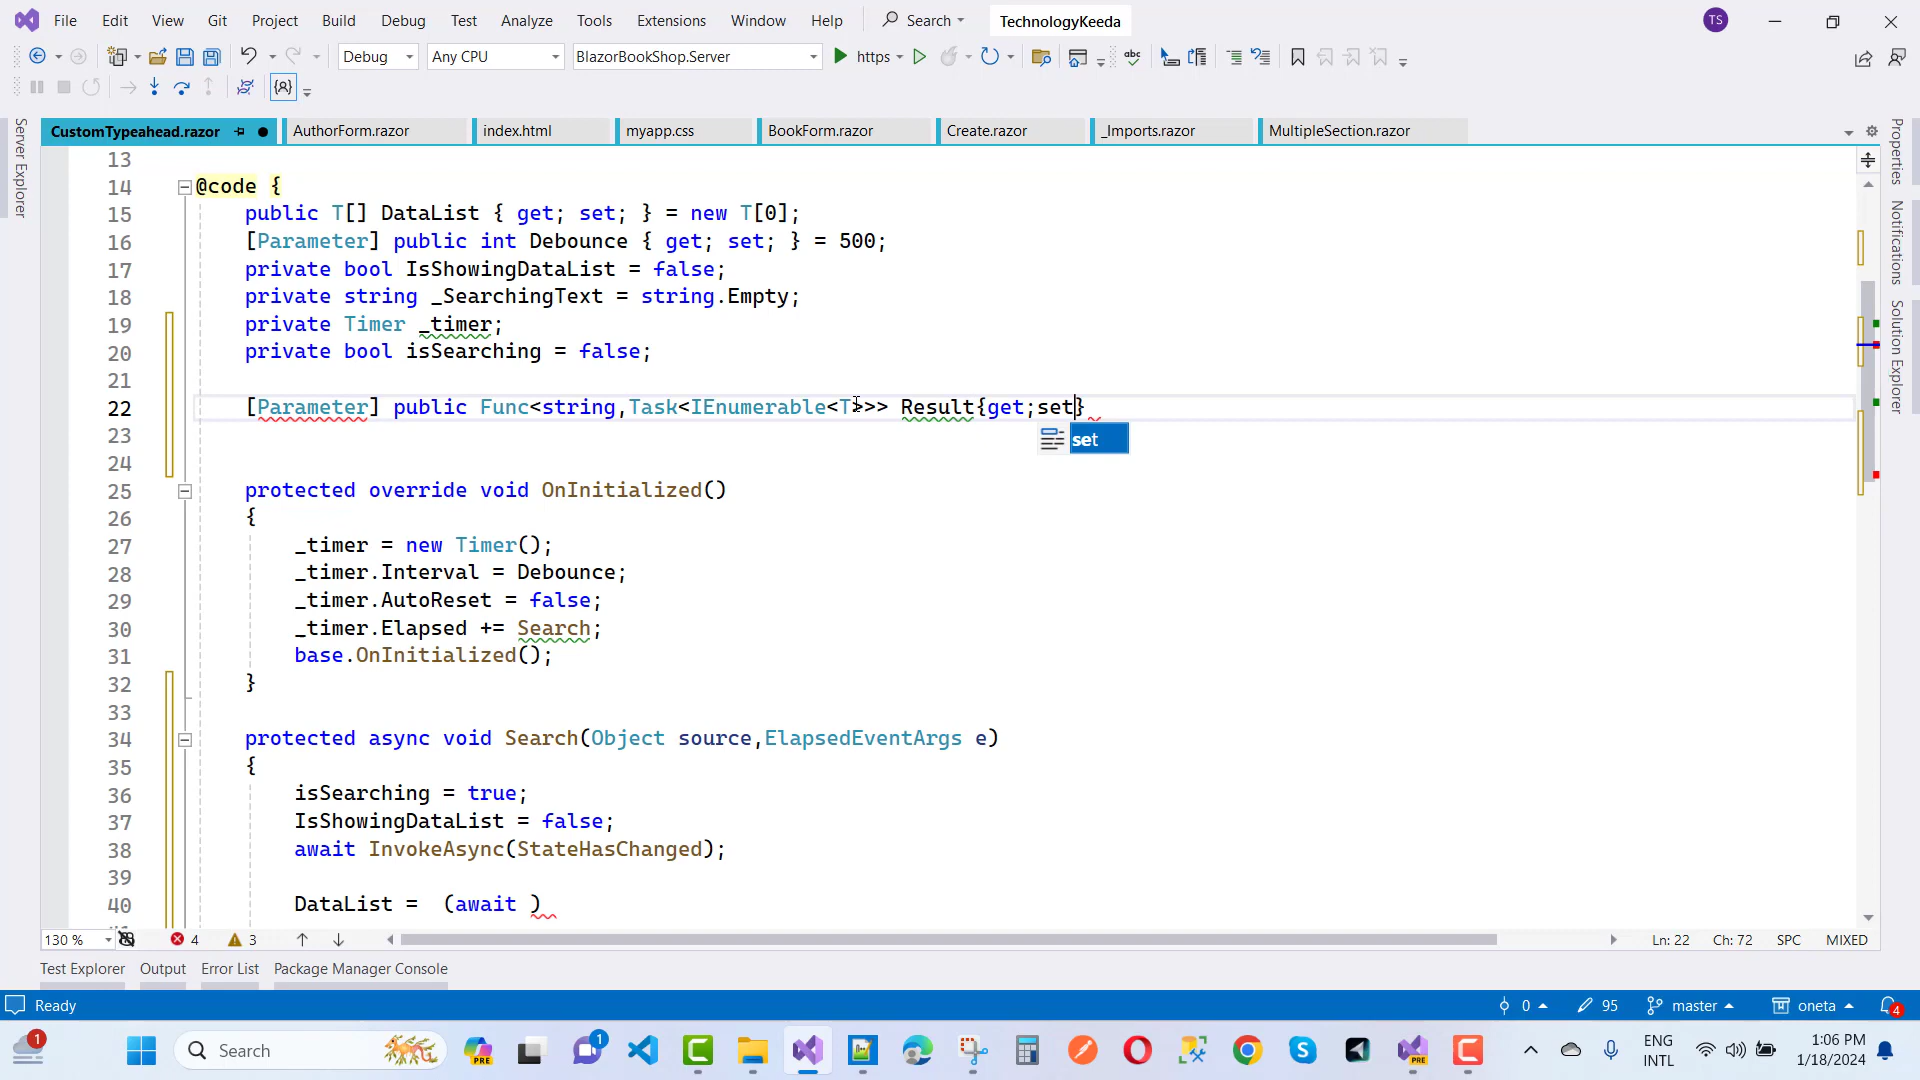 File Edit View Git Project Build Debug Test Analyze Tools Extensions Window Help Search TechnologyKeeda TS
Debug Any CPU BlazorBookShop.Server https abc
CustomTypeahead.razor AuthorForm.razor index.html myapp.css BookForm.razor Create.razor _Imports.razor MultipleSection.razor
Server Explorer
Properties
Notifications
Solution Explorer
13
14 @code {
15 public T[] DataList { get; set; } = new T[0];
16 [Parameter] public int Debounce { get; set; } = 500;
17 private bool IsShowingDataList = false;
18 private string _SearchingText = string.Empty;
19 private Timer _timer;
20 private bool isSearching = false;
21
22 [Parameter] public Func<string,Task<IEnumerable<T>>> Result{get;set}
set
23
24
25 protected override void OnInitialized()
26 {
27 _timer = new Timer();
28 _timer.Interval = Debounce;
29 _timer.AutoReset = false;
30 _timer.Elapsed += Search;
31 base.OnInitialized();
32 }
33
34 protected async void Search(Object source,ElapsedEventArgs e)
35 {
36 isSearching = true;
37 IsShowingDataList = false;
38 await InvokeAsync(StateHasChanged);
39
40 DataList = (await )
130 % 4 3 Ln: 22 Ch: 72 SPC MIXED
Test Explorer Output Error List Package Manager Console
Ready 0 95 master oneta 4
1 Search PRE 1 PRE ENG INTL 1:06 PM 1/18/2024